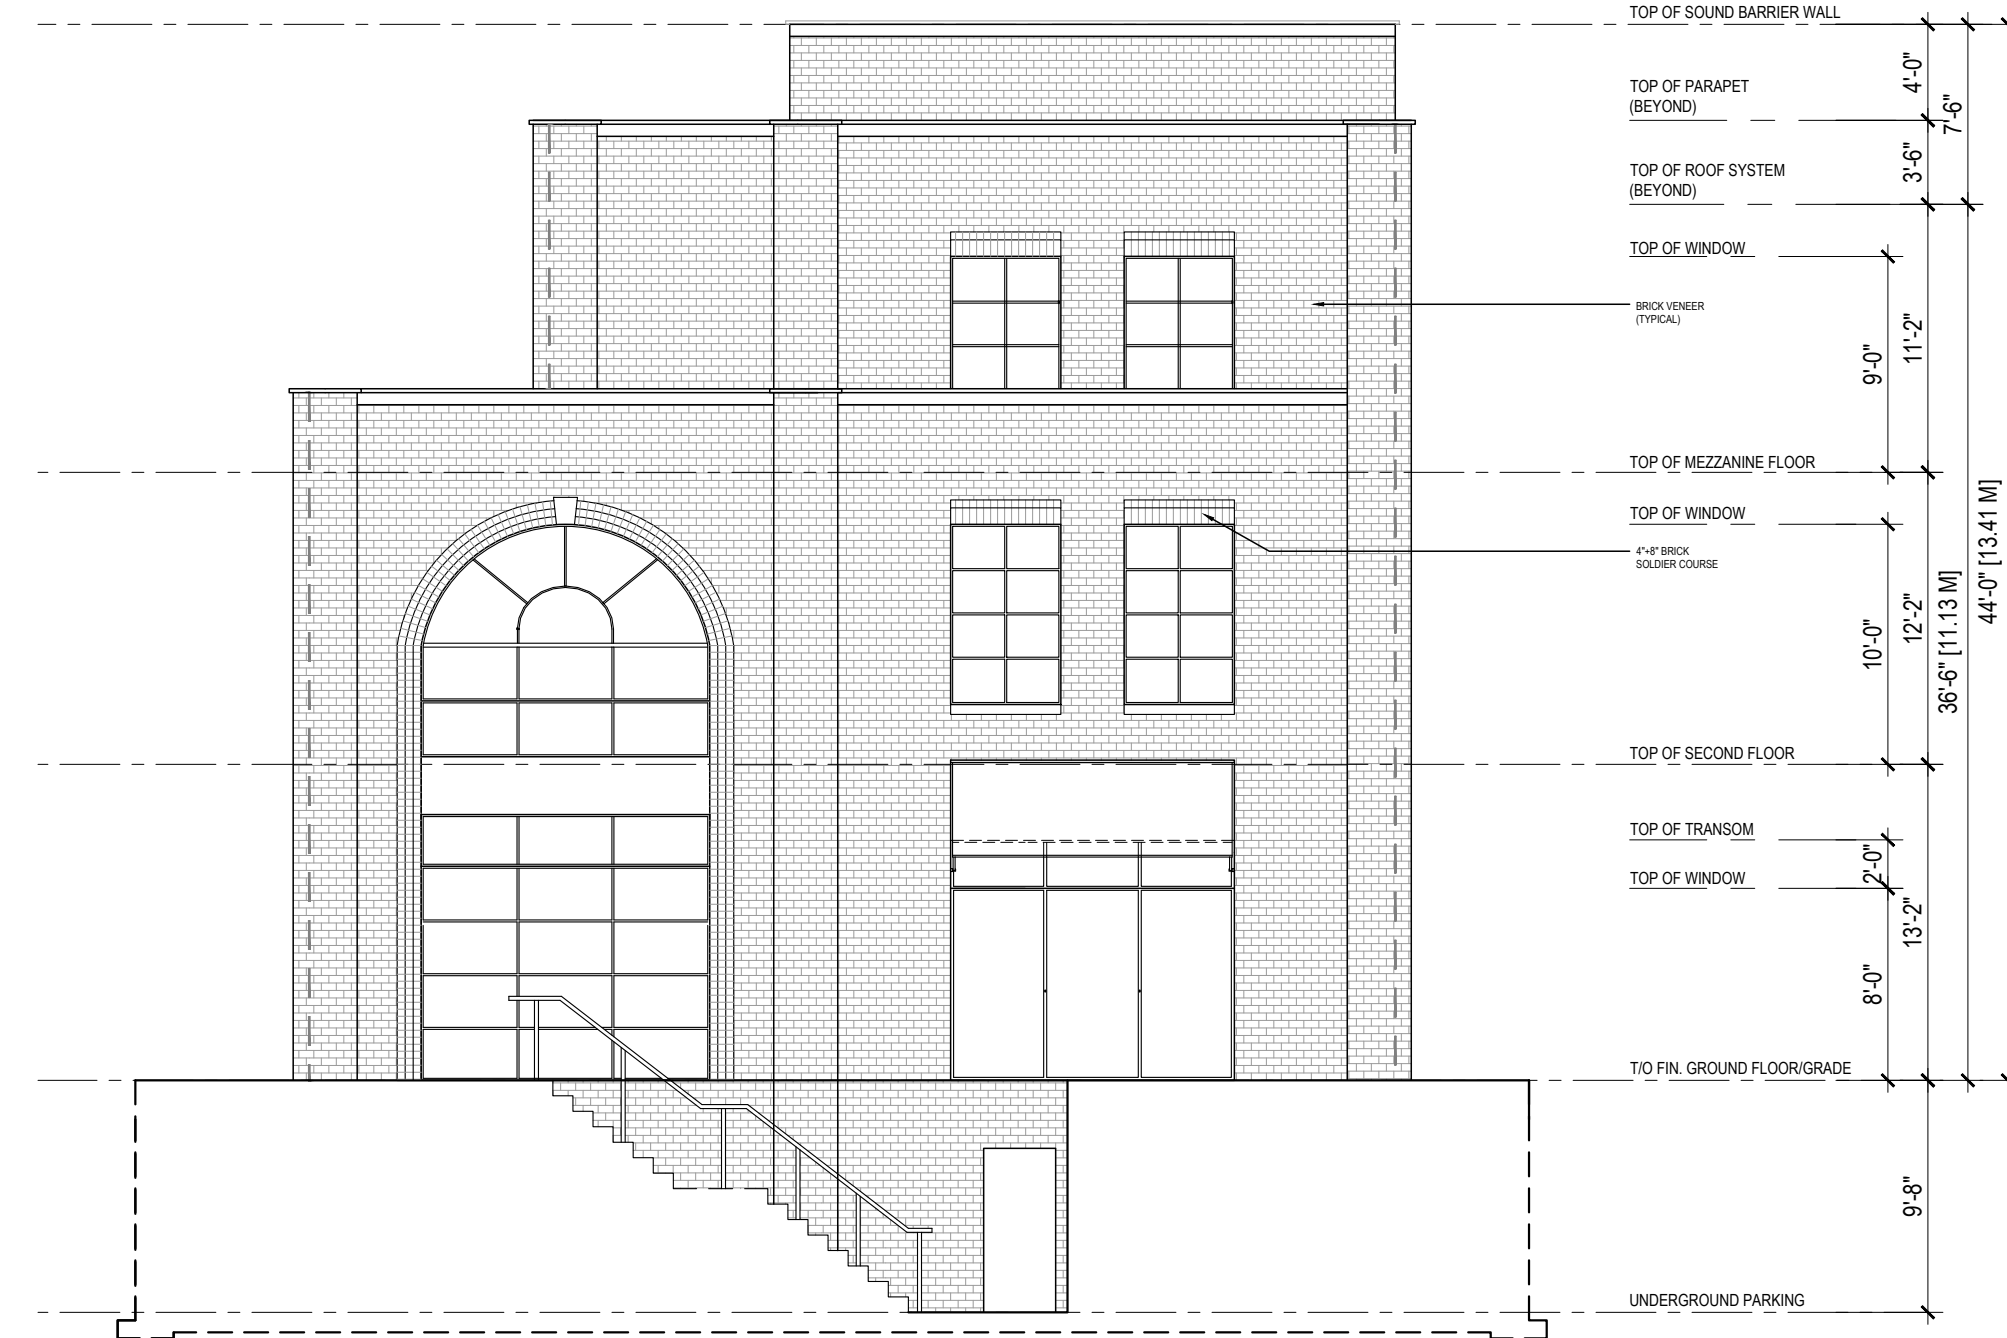 TOP OF SOUND BARRIER WALL
4'-0"
TOP OF PARAPET
(BEYOND)
7'-6"
3'-6"
TOP OF ROOF SYSTEM
(BEYOND)
TOP OF WINDOW
BRICK VENEER
(TYPICAL)
11'-2"
9'-0"
TOP OF MEZZANINE FLOOR
TOP OF WINDOW
44'-0" [13.41 M]
4"+8" BRICK
SOLDIER COURSE
36'-6" [11.13 M]
12'-2"
10'-0"
TOP OF SECOND FLOOR
TOP OF TRANSOM
2'-0"
TOP OF WINDOW
13'-2"
8'-0"
T/O FIN. GROUND FLOOR/GRADE
9'-8"
UNDERGROUND PARKING